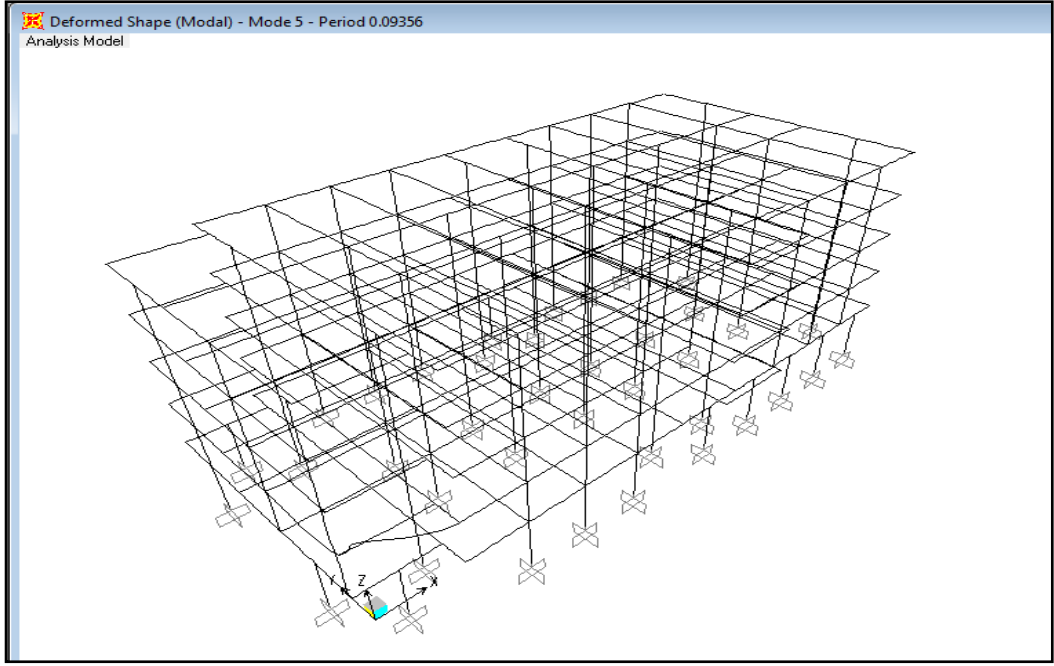 Deformed Shape (Modal) - Mode 5 - Period 0.09356
Analysis Model
Y Z X